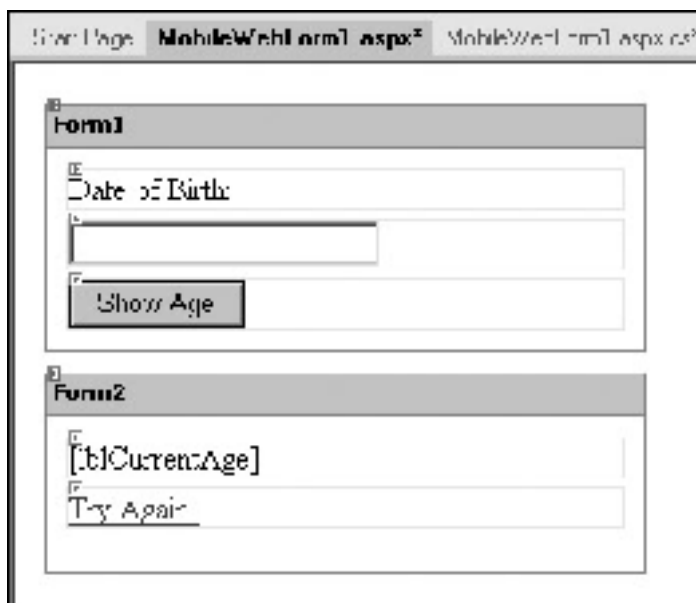 Start Page MobileWebForm1.aspx* MobileWebForm1.aspx.cs*
Form1
Date of Birth:
Show Age
Form2
[lblCurrentAge]
Try Again